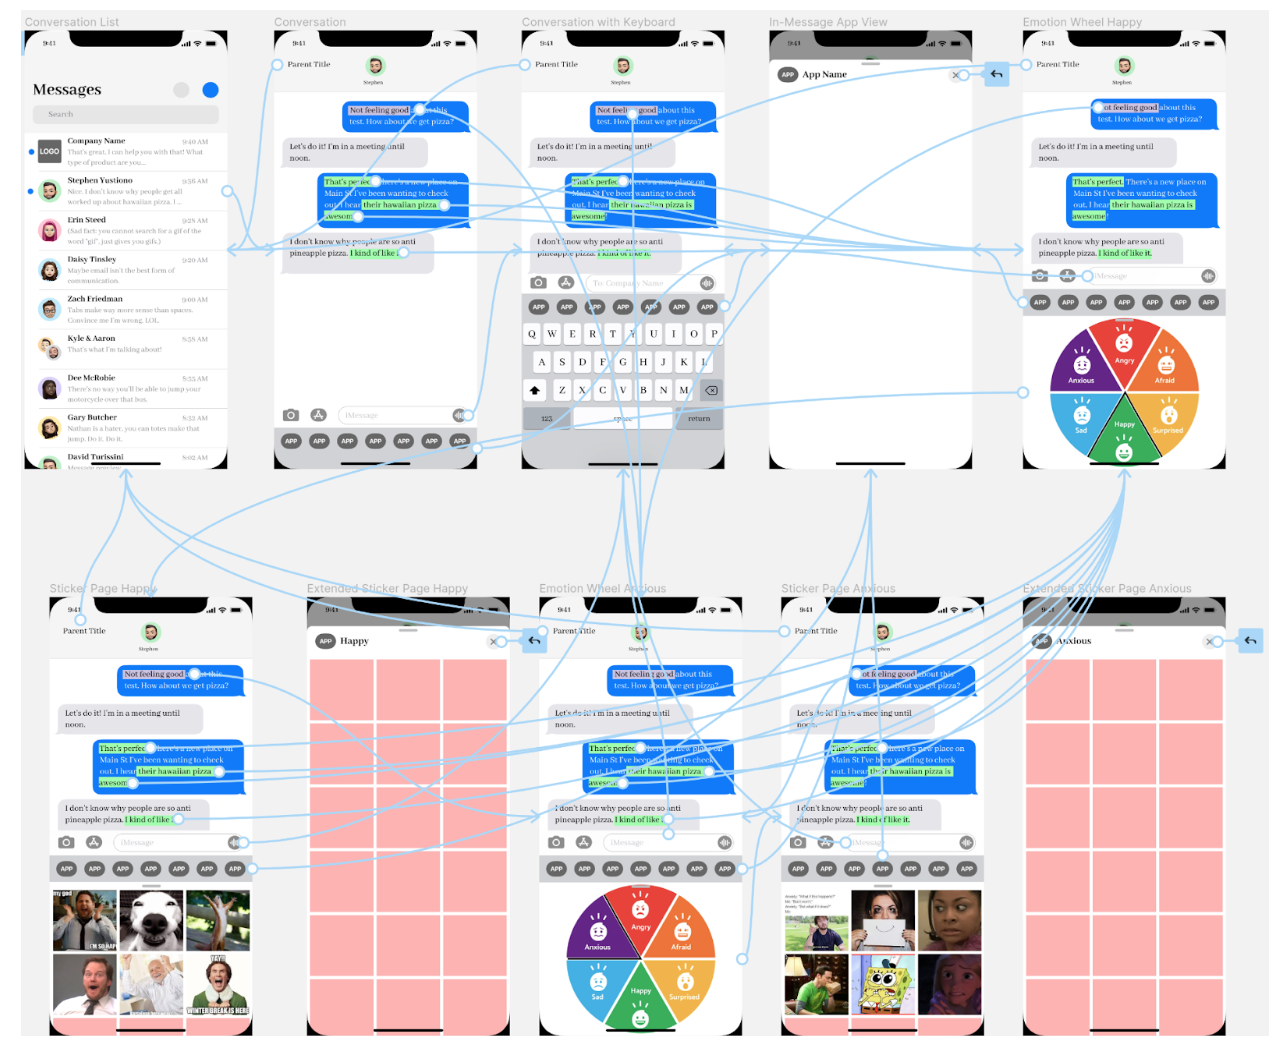 Conversation List
Conversation
Conversation with Keyboard
In-Message App View
Emotion Wheel Happy
9:41
Messages
Search
LOGO
Company Name 9:40 AM
That's great. I can help you with that! What
type of product are you...
Stephen Yustiono 9:36 AM
Nice. I don't know why people get all
worked up about hawaiian pizza. I ...
Erin Steed 9:28 AM
(Sad fact: you cannot search for a gif of the
word "gif", just gives you gifs.)
Daisy Tinsley 9:20 AM
Maybe email isn't the best form of
communication.
Zach Friedman 9:00 AM
Tabs make way more sense than spaces.
Convince me I'm wrong. LOL.
Kyle & Aaron 8:58 AM
That's what I'm talking about!
Dee McRobie 8:35 AM
There's no way you'll be able to jump your
motorcycle over that bus.
Gary Butcher 8:32 AM
Nathan is a hater, you can totes make that
jump. Do it. Do it.
David Turissini 8:02 AM
9:41
Parent Title
Stephen
Not feeling good about this
test. How about we get pizza?
Let's do it! I'm in a meeting until
noon.
That's perfect. There's a new place on
Main St I've been wanting to check
out. I hear their hawaiian pizza
awesome
I don't know why people are so anti
pineapple pizza. I kind of like it.
iMessage
APP APP APP APP APP APP APP
9:41
Parent Title
Stephen
Not feeling good about this
test. How about we get pizza?
Let's do it! I'm in a meeting until
noon.
That's perfect. There's a new place on
Main St I've been wanting to check
out. I hear their hawaiian pizza is
awesome!
I don't know why people are so anti
pineapple pizza. I kind of like it.
To: Company Name
APP APP APP APP APP APP APP
Q W E R T Y U I O P
A S D F G H J K L
Z X C V B N M
123 space return
9:41
APP App Name
9:41
Parent Title
Stephen
Not feeling good about this
test. How about we get pizza?
Let's do it! I'm in a meeting until
noon.
That's perfect. There's a new place on
Main St I've been wanting to check
out. I hear their hawaiian pizza is
awesome!
I don't know why people are so anti
pineapple pizza. I kind of like it.
iMessage
APP APP APP APP APP APP APP
Angry
Anxious Afraid
Sad Surprised
Happy
Sticker Page Happy
Extended Sticker Page Happy
Emotion Wheel Anxious
Sticker Page Anxious
Extended Sticker Page Anxious
9:41
Parent Title
Stephen
Not feeling good about this
test. How about we get pizza?
Let's do it! I'm in a meeting until
noon.
That's perfect. There's a new place on
Main St I've been wanting to check
out. I hear their hawaiian pizza
awesome
I don't know why people are so anti
pineapple pizza. I kind of like
iMessage
APP APP APP APP APP APP APP
my god
I'M SO HAP
YAY!
WINTER BREAK IS HERE
9:41
APP Happy
9:41
Parent Title
Stephen
Not feeling good about this
test. How about we get pizza?
Let's do it! I'm in a meeting until
noon.
That's perfect. There's a new place on
Main St I've been wanting to check
out. I hear their hawaiian pizza
awesome
I don't know why people are so anti
pineapple pizza. I kind of like
iMessage
APP APP APP APP APP APP APP
Angry
Anxious Afraid
Sad Surprised
Happy
9:41
Parent Title
Stephen
Not feeling good about this
test. How about we get pizza?
Let's do it! I'm in a meeting until
noon.
That's perfect. There's a new place on
Main St I've been wanting to check
out. I hear their hawaiian pizza is
awesome!
I don't know why people are so anti
pineapple pizza. I kind of like it.
iMessage
APP APP APP APP APP APP APP
9:41
APP Anxious